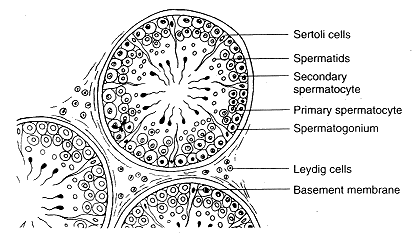 Sertoli cells
Spermatids
Secondary
spermatocyte
Primary spermatocyte
Spermatogonium
Leydig cells
Basement membrane